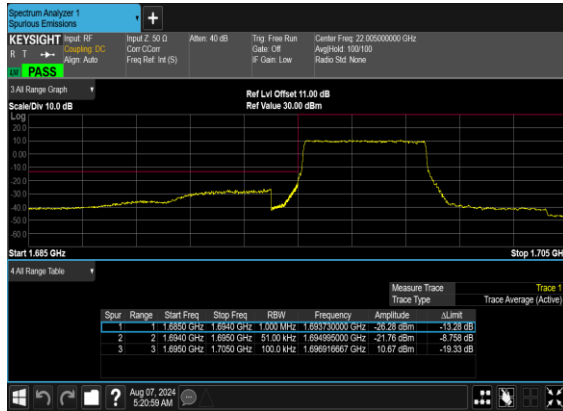 Spectrum Analyzer 1
Spurious Emissions
+
KEYSIGHT Input: RF Input Z: 50 Ω Atten: 40 dB Trig: Free Run Center Freq: 22.005000000 GHz
R T Coupling: DC Corr CCorr Gate: Off Avg|Hold: 100/100
Align: Auto Freq Ref: Int (S) IF Gain: Low Radio Std: None
PASS
3 All Range Graph
Ref Lvl Offset 11.00 dB
Scale/Div 10.0 dB Ref Value 30.00 dBm
Log
20.0
10.0
0.00
-10.0
-20.0
-30.0
-40.0
-50.0
-60.0
Start 1.685 GHz Stop 1.705 GH
4 All Range Table
Measure Trace Trace 1
Trace Type Trace Average (Active)
Spur Range Start Freq Stop Freq RBW Frequency Amplitude ΔLimit
1 1 1.6850 GHz 1.6940 GHz 1.000 MHz 1.693730000 GHz -26.28 dBm -13.28 dB
2 2 1.6940 GHz 1.6950 GHz 51.00 kHz 1.694995000 GHz -21.76 dBm -8.758 dB
3 3 1.6950 GHz 1.7050 GHz 100.0 kHz 1.696916667 GHz 10.67 dBm -19.33 dB
? Aug 07, 2024
5:20:59 AM